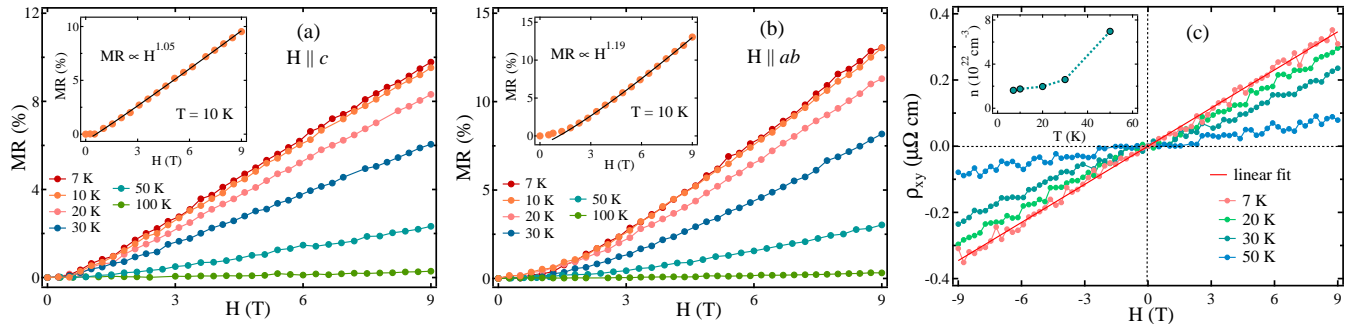 12
8
4
0
MR (%)
0
3
6
9
H (T)
(a)
H || c
10
5
0
MR (%)
0
3
6
9
H (T)
MR ∝ H^1.05
T = 10 K
7 K
10 K
20 K
30 K
50 K
100 K
15
10
5
0
MR (%)
0
3
6
9
H (T)
(b)
H || ab
15
10
5
0
MR (%)
0
3
6
9
H (T)
MR ∝ H^1.19
T = 10 K
7 K
10 K
20 K
30 K
50 K
100 K
0.4
0.2
0.0
-0.2
-0.4
ρxy (μΩ cm)
-9
-6
-3
0
3
6
9
H (T)
(c)
8
4
0
n (10^22 cm^-3)
0
20
40
60
T (K)
linear fit
7 K
20 K
30 K
50 K